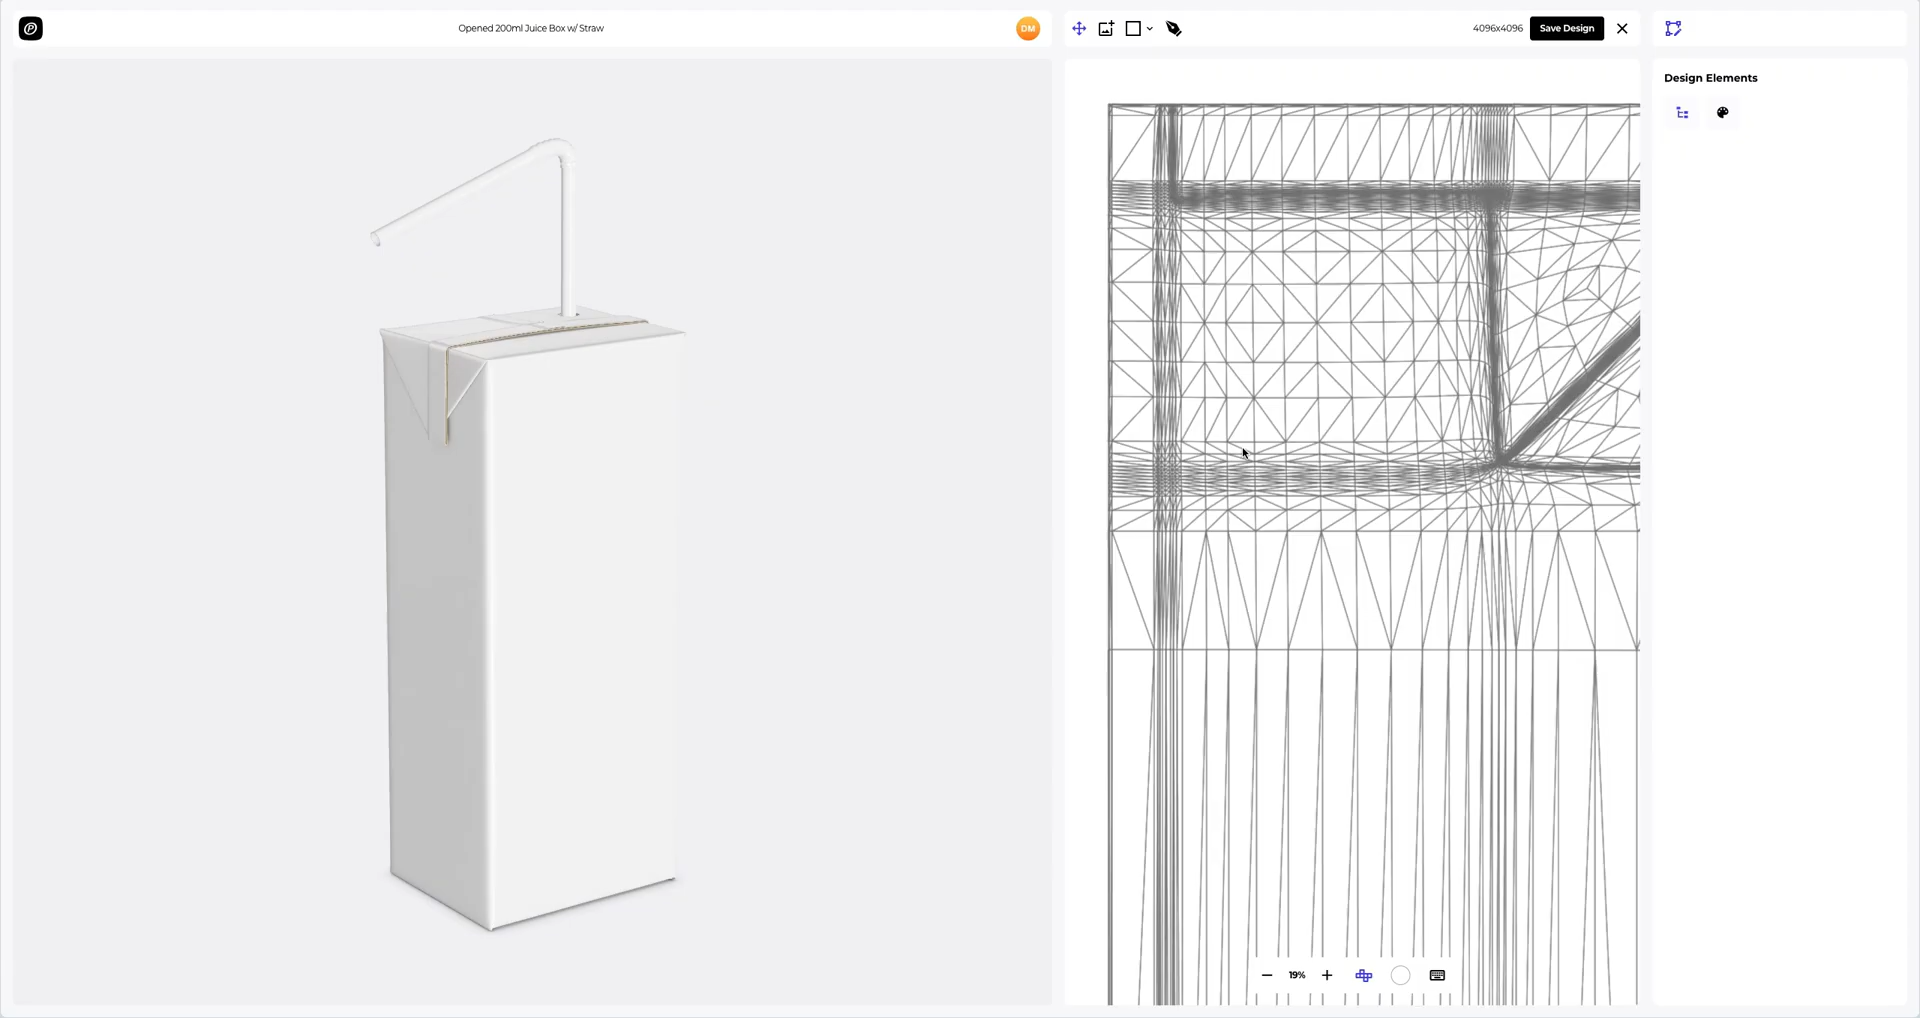 Opened 200ml Juice Box w/ Straw
DM
4096x4096
Save Design
Design Elements
19%